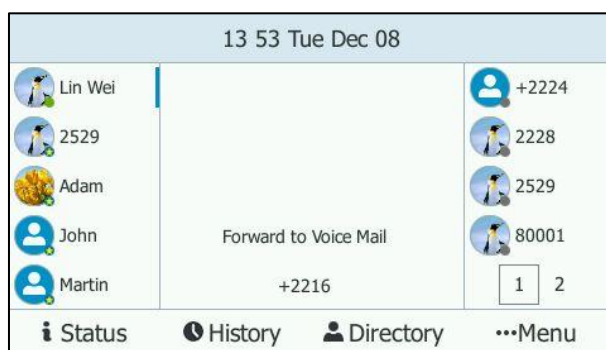 13 53 Tue Dec 08
Lin Wei
2529
Adam
John
Martin
Forward to Voice Mail
+2216
+2224
2228
2529
80001
1 2
Status History Directory Menu